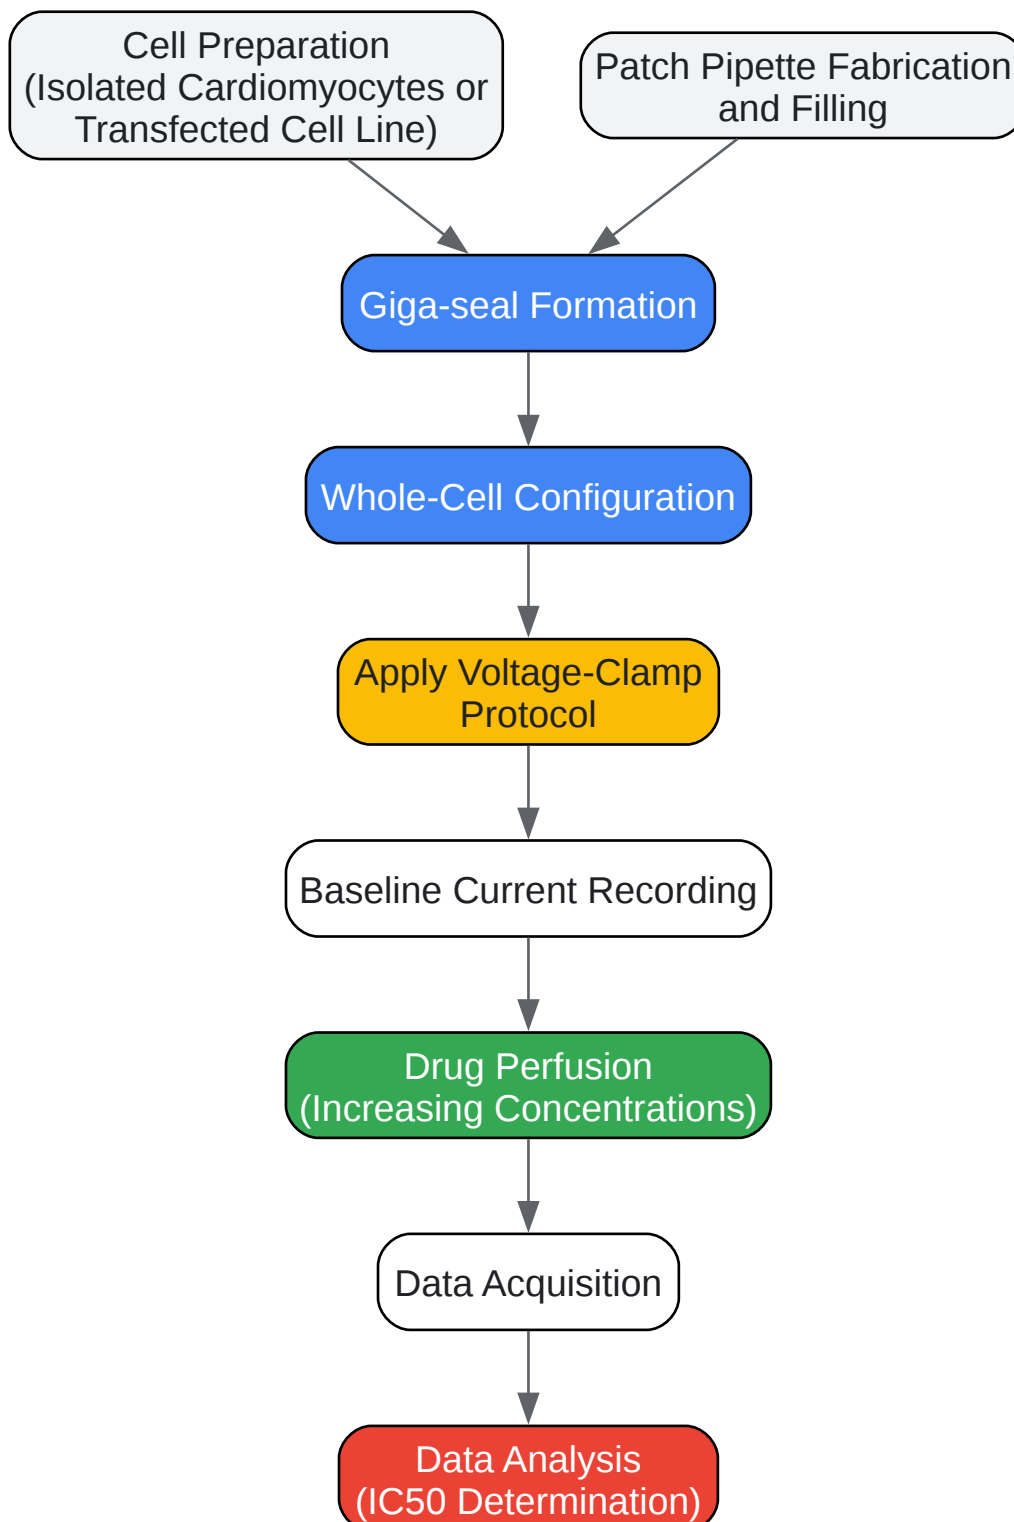 Cell Preparation
(Isolated Cardiomyocytes or
Transfected Cell Line)
Patch Pipette Fabrication
and Filling
Giga-seal Formation
Whole-Cell Configuration
Apply Voltage-Clamp
Protocol
Baseline Current Recording
Drug Perfusion
(Increasing Concentrations)
Data Acquisition
Data Analysis
(IC50 Determination)